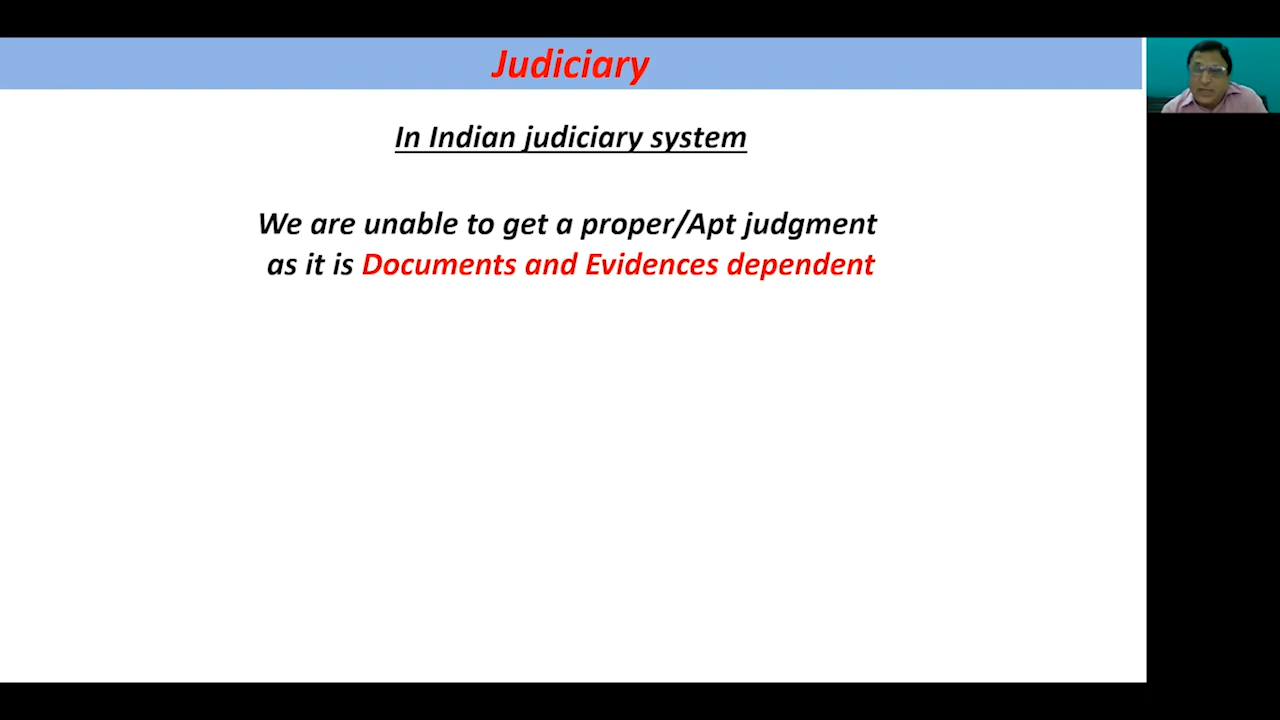 Judiciary
In Indian judiciary system
We are unable to get a proper/Apt judgment
as it is Documents and Evidences dependent